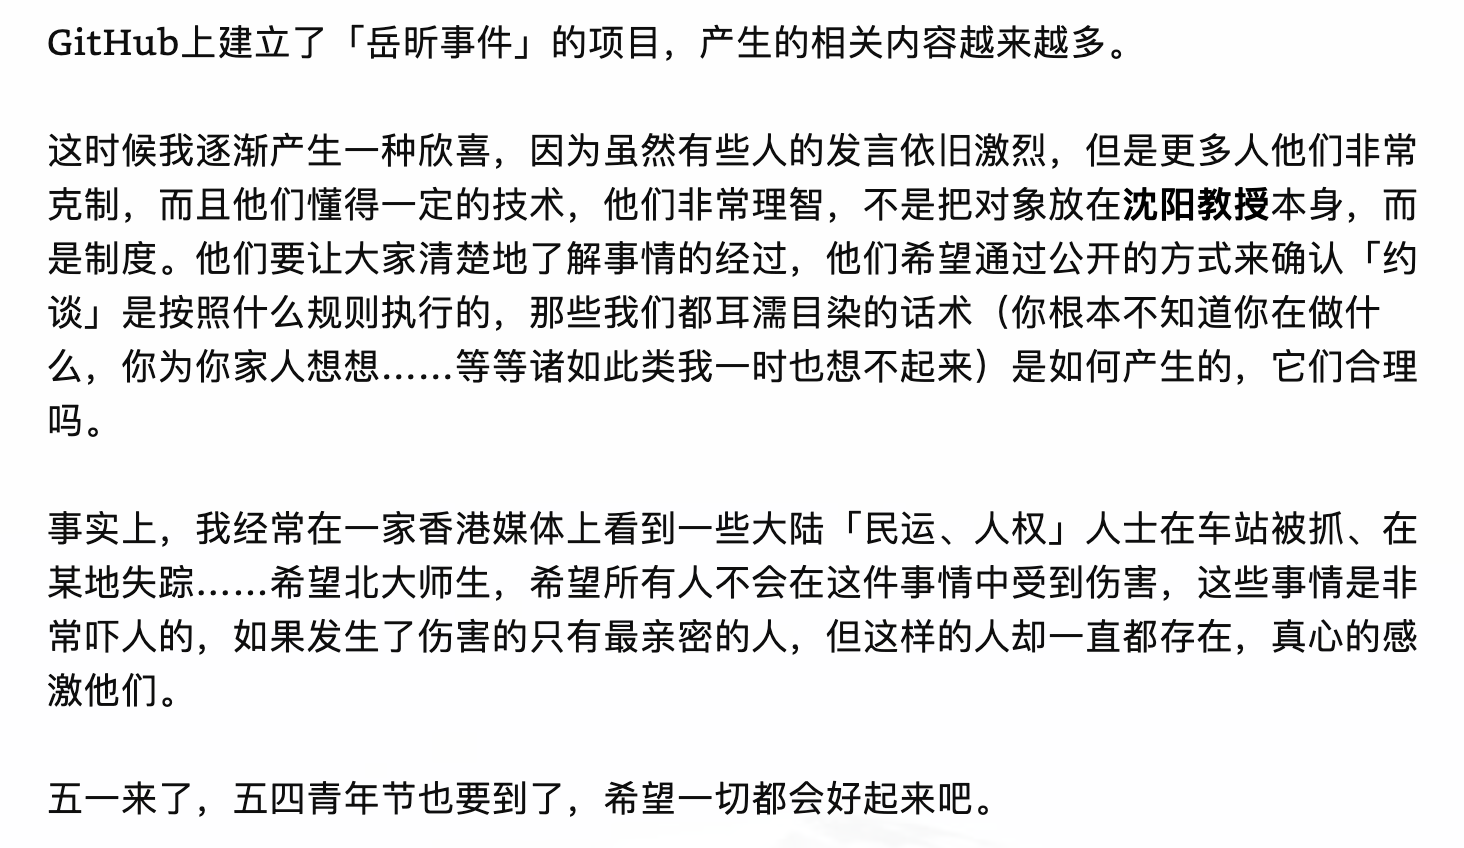 GitHub上建立了「岳昕事件」的项目，产生的相关内容越来越多。
这时候我逐渐产生一种欣喜，因为虽然有些人的发言依旧激烈，但是更多人他们非常
克制，而且他们懂得一定的技术，他们非常理智，不是把对象放在沈阳教授本身，而
是制度。他们要让大家清楚地了解事情的经过，他们希望通过公开的方式来确认「约
谈」是按照什么规则执行的，那些我们都耳濡目染的话术（你根本不知道你在做什
么，你为你家人想想……等等诸如此类我一时也想不起来）是如何产生的，它们合理
吗。
事实上，我经常在一家香港媒体上看到一些大陆「民运、人权」人士在车站被抓、在
某地失踪……希望北大师生，希望所有人不会在这件事情中受到伤害，这些事情是非
常吓人的，如果发生了伤害的只有最亲密的人，但这样的人却一直都存在，真心的感
激他们。
五一来了，五四青年节也要到了，希望一切都会好起来吧。